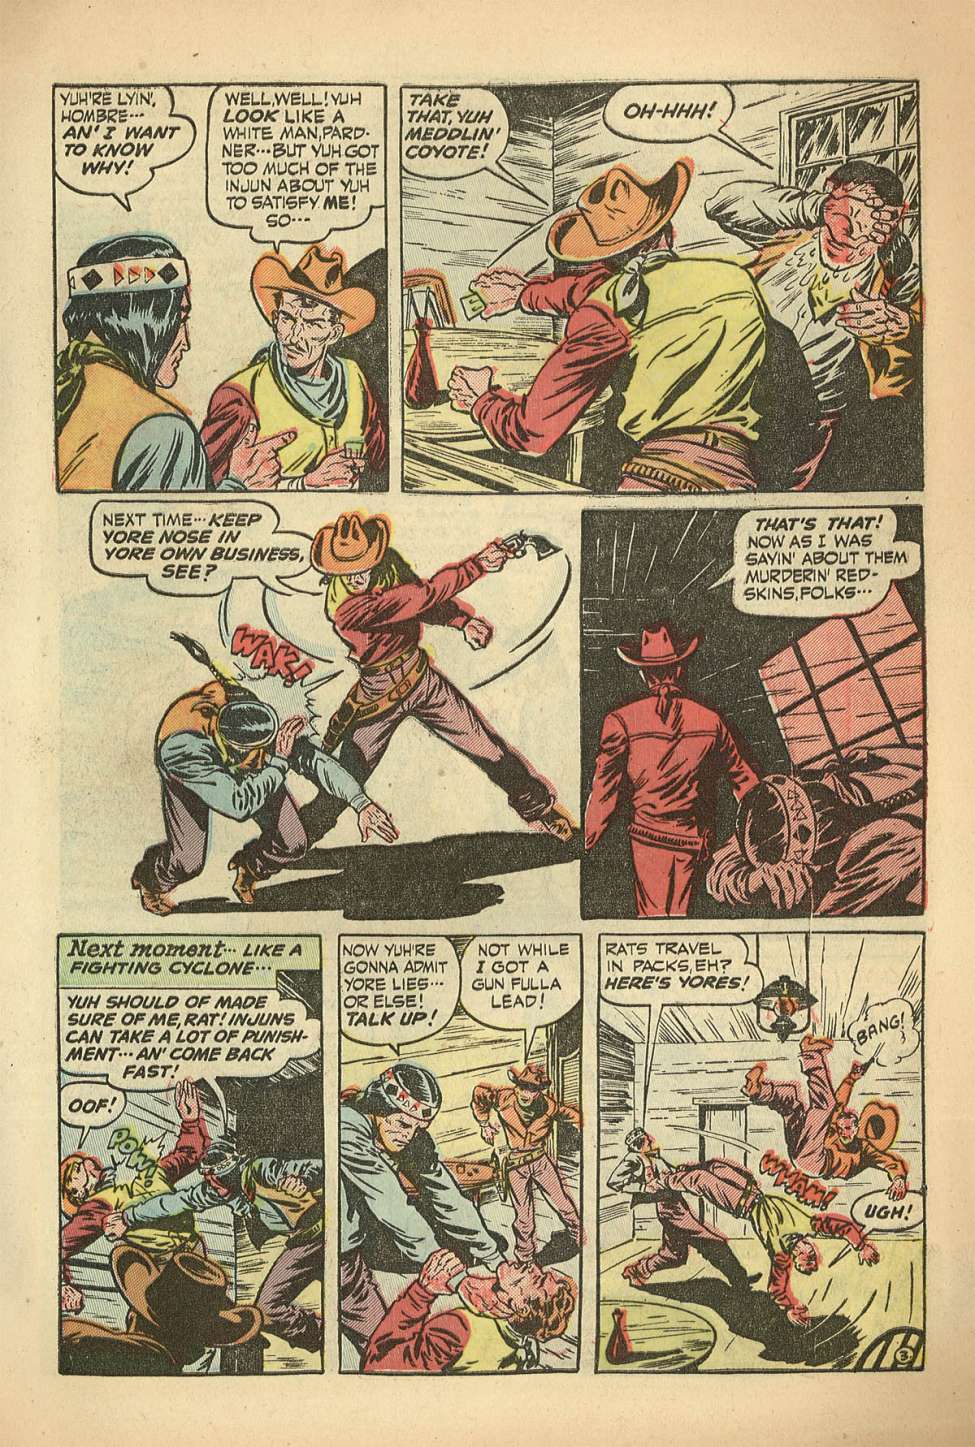 YUH'RE LYIN',
HOMBRE---
AN' I WANT
TO KNOW
WHY!
WELL, WELL! YUH
LOOK LIKE A
WHITE MAN, PARD-
NER---BUT YUH GOT
TOO MUCH OF THE
INJUN ABOUT YUH
TO SATISFY ME!
SO---
TAKE
THAT, YUH
MEDDLIN'
COYOTE!
OH-HHH!
NEXT TIME---KEEP
YORE NOSE IN
YORE OWN BUSINESS,
SEE?
WAK!
THAT'S THAT!
NOW AS I WAS
SAYIN' ABOUT THEM
MURDERIN' RED-
SKINS, FOLKS---
Next moment--- LIKE A
FIGHTING CYCLONE---
YUH SHOULD OF MADE
SURE OF ME, RAT! INJUNS
CAN TAKE A LOT OF PUNISH-
MENT---AN' COME BACK
FAST!
OOF!
POW!
NOW YUH'RE
GONNA ADMIT
YORE LIES---
OR ELSE!
TALK UP!
NOT WHILE
I GOT A
GUN FULLA
LEAD!
RATS TRAVEL
IN PACKS, EH?
HERE'S YORES!
BANG!
WHAM!
UGH!
3